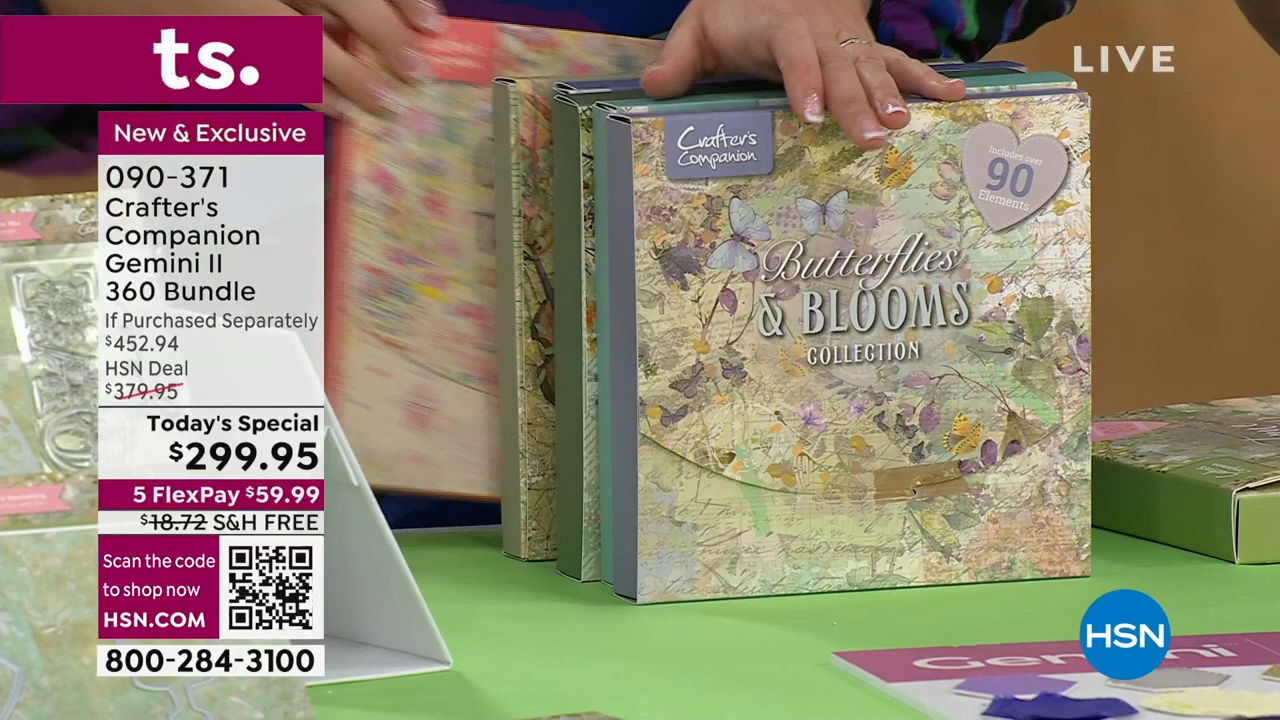 ts.
New & Exclusive
090-371
Crafter's
Companion
Gemini II
360 Bundle
If Purchased Separately
$452.94
HSN Deal
$379.95
Today's Special
$299.95
5 FlexPay $59.99
$18.72 S&H FREE
Scan the code
to shop now
HSN.COM
800-284-3100
LIVE
Crafter's
Companion
Includes over
90
Elements
Butterflies
& BLOOMS
COLLECTION
HSN